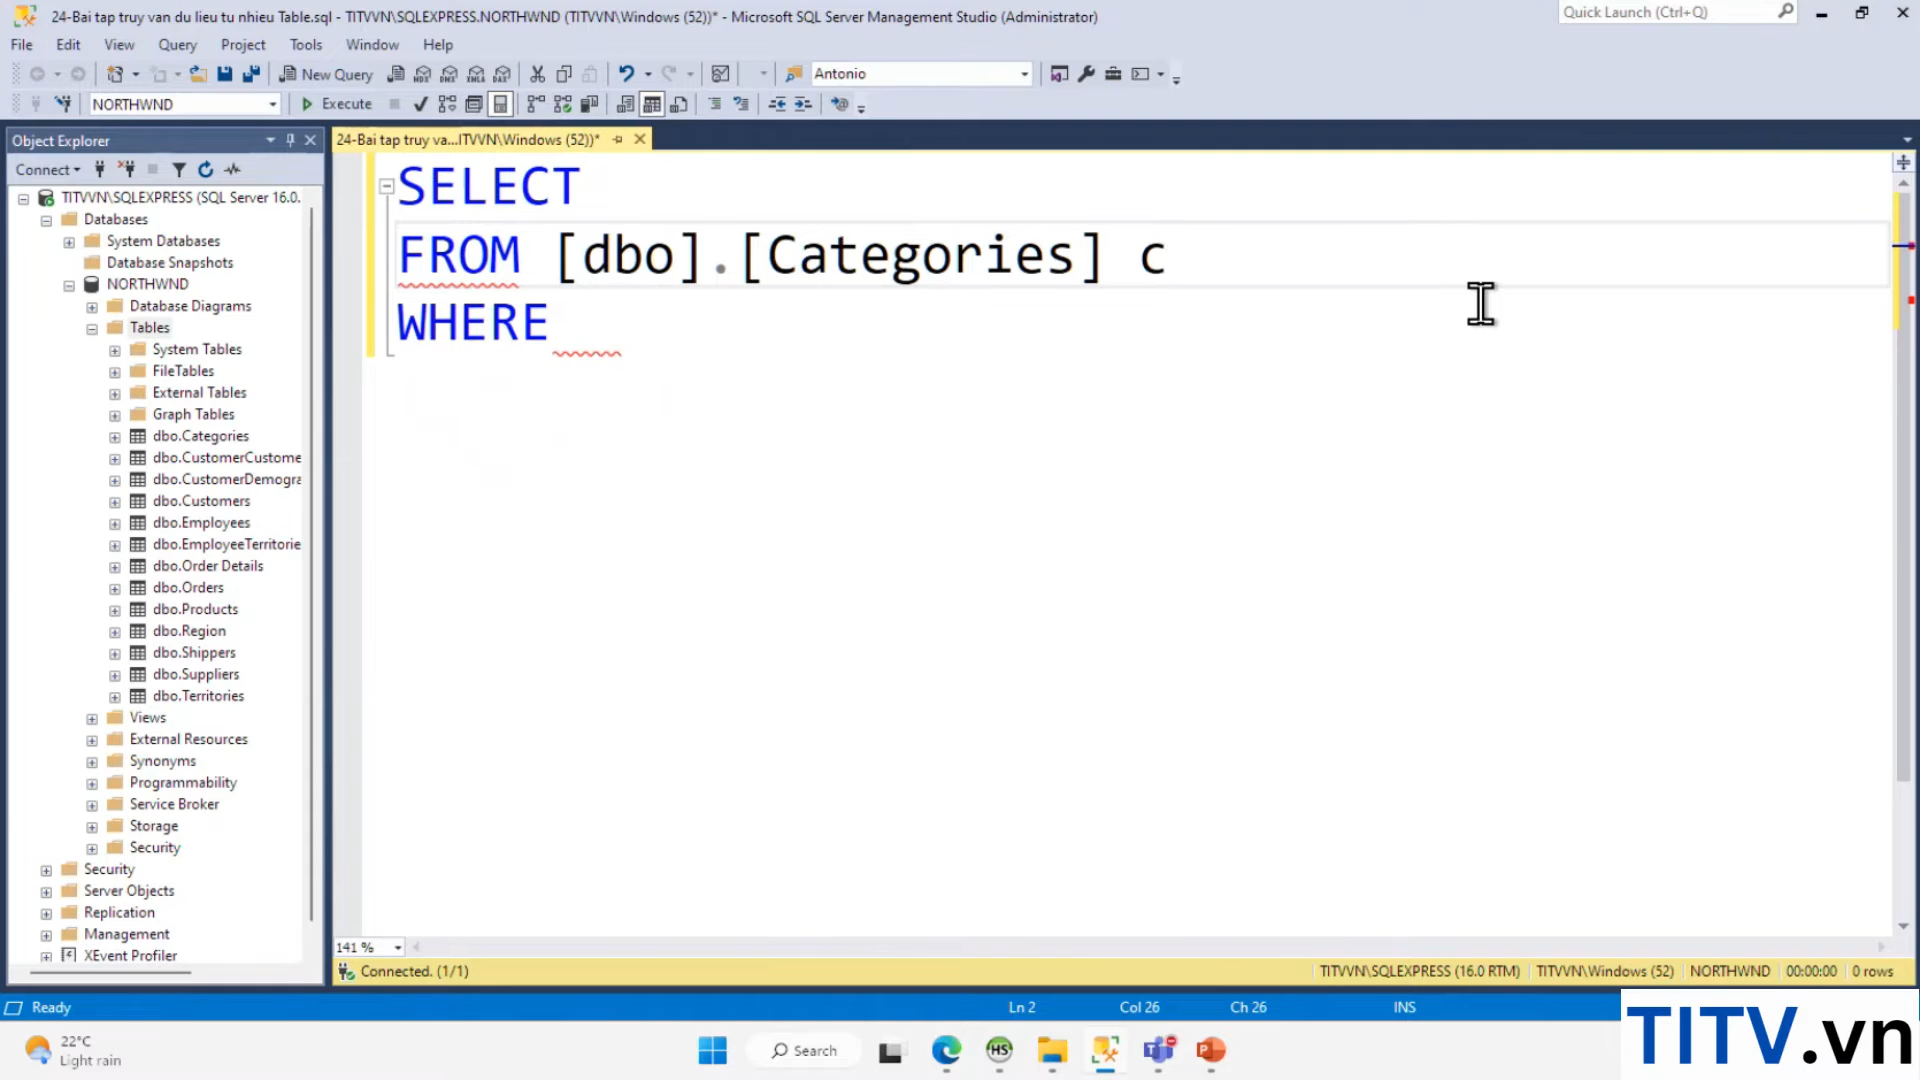 24-Bai tap truy van du lieu tu nhieu Table.sql - TITVVN\SQLEXPRESS.NORTHWND (TITVVN\Windows (52))* - Microsoft SQL Server Management Studio (Administrator)
Quick Launch (Ctrl+Q)
File Edit View Query Project Tools Window Help
New Query
MDX DMX XMLA DAX
Antonio
NORTHWND
Execute
Object Explorer
24-Bai tap truy va...ITVVN\Windows (52))*
Connect
TITVVN\SQLEXPRESS (SQL Server 16.0.
Databases
System Databases
Database Snapshots
NORTHWND
Database Diagrams
Tables
System Tables
FileTables
External Tables
Graph Tables
dbo.Categories
dbo.CustomerCustome
dbo.CustomerDemogra
dbo.Customers
dbo.Employees
dbo.EmployeeTerritorie
dbo.Order Details
dbo.Orders
dbo.Products
dbo.Region
dbo.Shippers
dbo.Suppliers
dbo.Territories
Views
External Resources
Synonyms
Programmability
Service Broker
Storage
Security
Security
Server Objects
Replication
Management
XEvent Profiler
SELECT
FROM [dbo].[Categories] c
WHERE
141 %
Connected. (1/1)
TITVVN\SQLEXPRESS (16.0 RTM)
TITVVN\Windows (52)
NORTHWND
00:00:00
0 rows
Ready
Ln 2
Col 26
Ch 26
INS
22°C
Light rain
Search
HS
TITV.vn